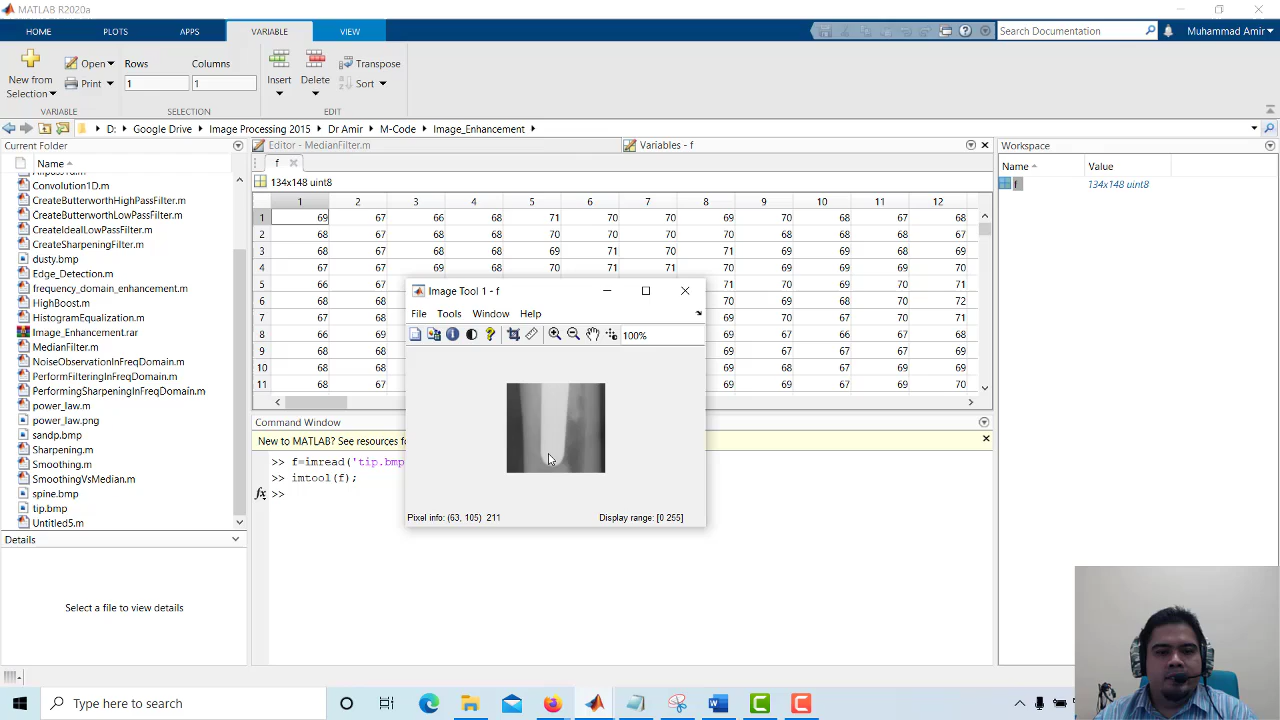 MATLAB R2020a
HOME PLOTS APPS VARIABLE VIEW Search Documentation Muhammad Amir
New from Selection Open Print Rows Columns 1 1 Insert Delete Transpose Sort
VARIABLE SELECTION EDIT
D: Google Drive Image Processing 2015 Dr Amir M-Code Image_Enhancement
Current Folder
Name
Convolution1D.m
CreateButterworthHighPassFilter.m
CreateButterworthLowPassFilter.m
CreateIdealLowPassFilter.m
CreateSharpeningFilter.m
dusty.bmp
Edge_Detection.m
frequency_domain_enhancement.m
HighBoost.m
HistogramEqualization.m
Image_Enhancement.rar
MedianFilter.m
NoiseObservationInFreqDomain.m
PerformFilteringInFreqDomain.m
PerformingSharpeningInFreqDomain.m
power_law.m
power_law.png
sandp.bmp
Sharpening.m
Smoothing.m
SmoothingVsMedian.m
spine.bmp
tip.bmp
Untitled5.m
Details
Select a file to view details
Editor - MedianFilter.m Variables - f
f
134x148 uint8
1 2 3 4 5 6 7 8 9 10 11 12
1 69 67 66 68 71 70 70 69 70 68 67 68
2 68 67 68 68 70 70 70 68 69 68 68 67
3 68 67 68 68 69 71 70 71 69 69 68 68
4 67 67 69 68 70 71 71 70 69 69 69 70
5 66 67 71 69 70 70 71
6 68 68 70 69 68 70 72
7 68 67 69 70 68 70 71
8 66 69 69 69 67 68 69
9 68 68 69 67 67 69 69
10 68 67 69 67 68 69 69
11 68 67 69 69 67 69 70
Image Tool 1 - f
File Tools Window Help
100%
Pixel info: (63, 105) 211 Display range: [0 255]
Command Window
New to MATLAB? See resources fo
>> f=imread('tip.bmp
>> imtool(f);
fx >>
Workspace
Name Value
f 134x148 uint8
Type here to search